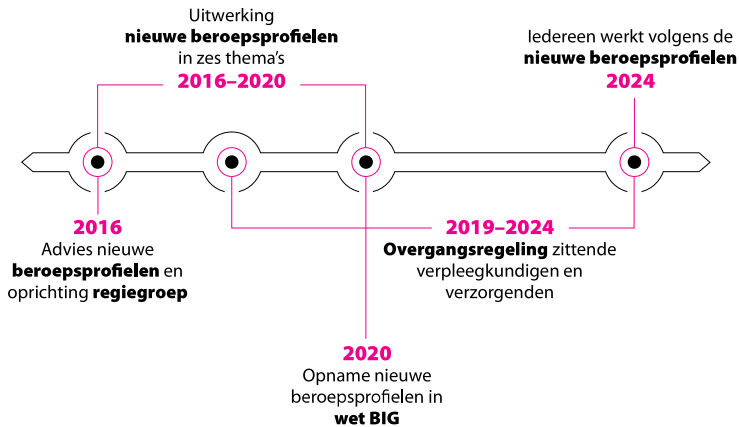 Uitwerking
nieuwe beroepsprofielen
in zes thema's
2016–2020
Iedereen werkt volgens de
nieuwe beroepsprofielen
2024
2016
Advies nieuwe
beroepsprofielen en
oprichting regiegroep
2019–2024
Overgangsregeling zittende
verpleegkundigen en
verzorgenden
2020
Opname nieuwe
beroepsprofielen in
wet BIG